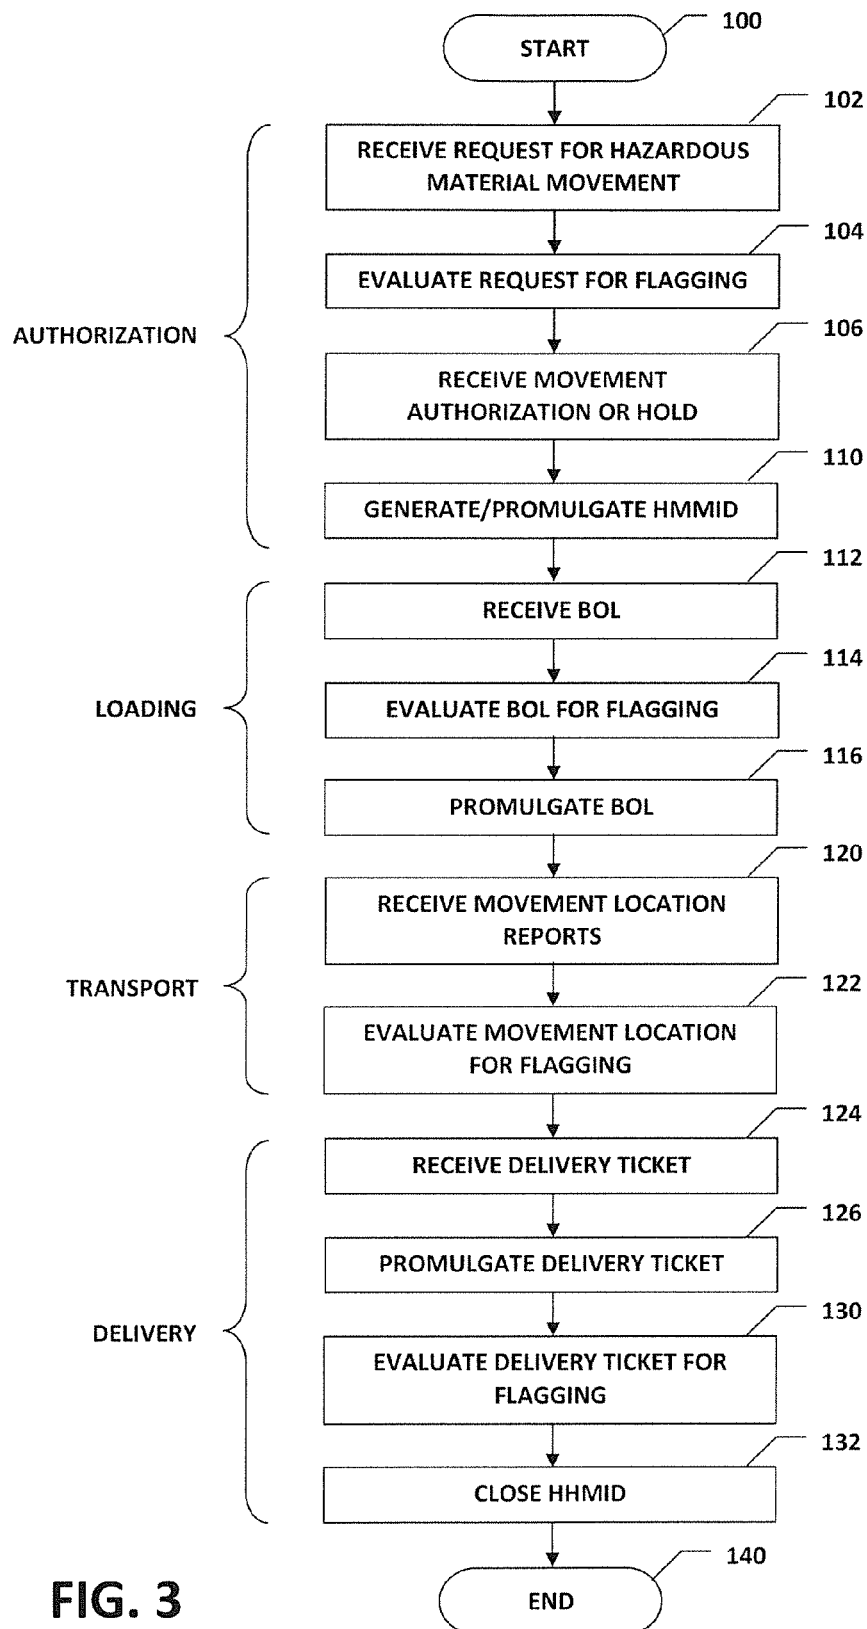 100
START
102
RECEIVE REQUEST FOR HAZARDOUS
MATERIAL MOVEMENT
104
EVALUATE REQUEST FOR FLAGGING
AUTHORIZATION
106
RECEIVE MOVEMENT
AUTHORIZATION OR HOLD
110
GENERATE/PROMULGATE HMMID
112
RECEIVE BOL
114
LOADING
EVALUATE BOL FOR FLAGGING
116
PROMULGATE BOL
120
RECEIVE MOVEMENT LOCATION
REPORTS
TRANSPORT
122
EVALUATE MOVEMENT LOCATION
FOR FLAGGING
124
RECEIVE DELIVERY TICKET
126
PROMULGATE DELIVERY TICKET
DELIVERY
130
EVALUATE DELIVERY TICKET FOR
FLAGGING
132
CLOSE HHMID
140
END
FIG. 3